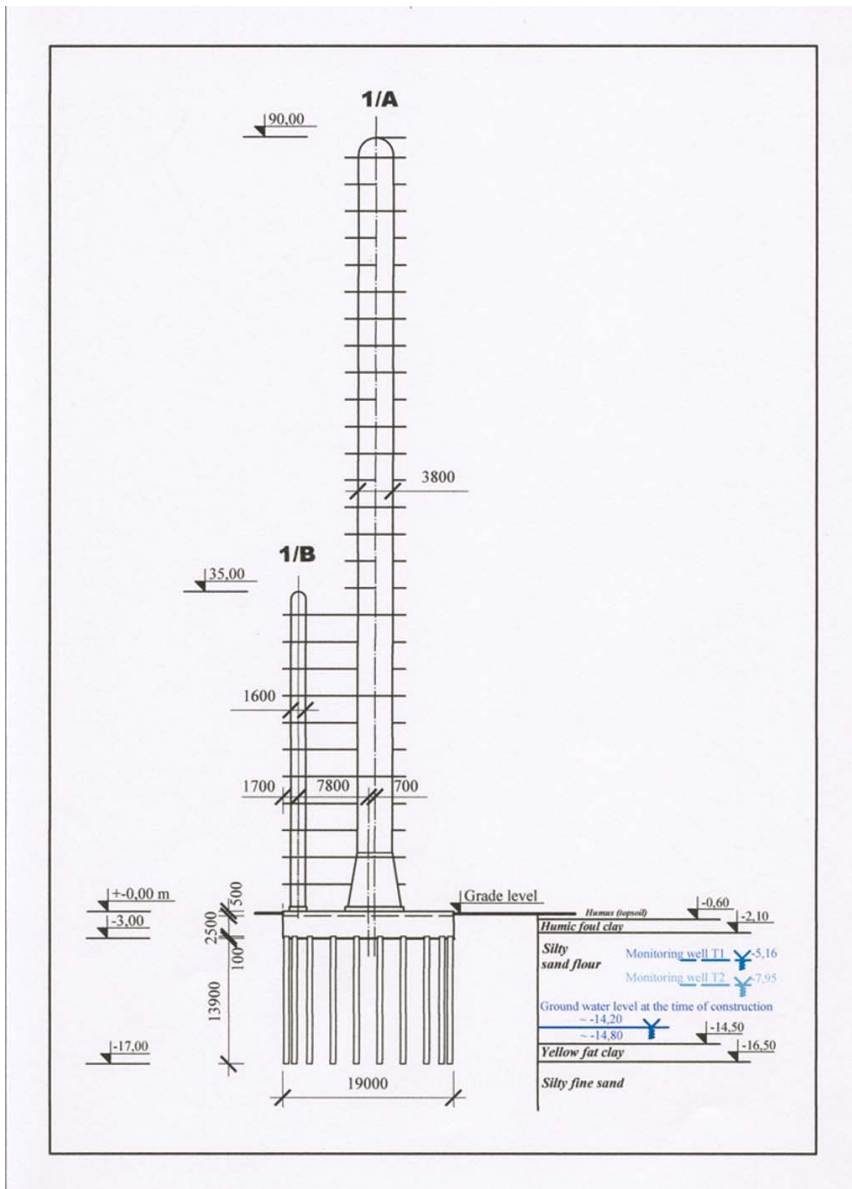 1/A
90,00
3800
1/B
35,00
1600
1700
7800
700
+-0,00 m
500
Grade level
-3,00
2500
100
13900
-17,00
19000
Humus (topsoil)
-0,60
Humic foul clay
-2,10
Silty
sand flour
Monitoring well T1
-5,16
Monitoring well T2
-7,95
Ground water level at the time of construction
~ -14,20
~ -14,80
-14,50
Yellow fat clay
-16,50
Silty fine sand